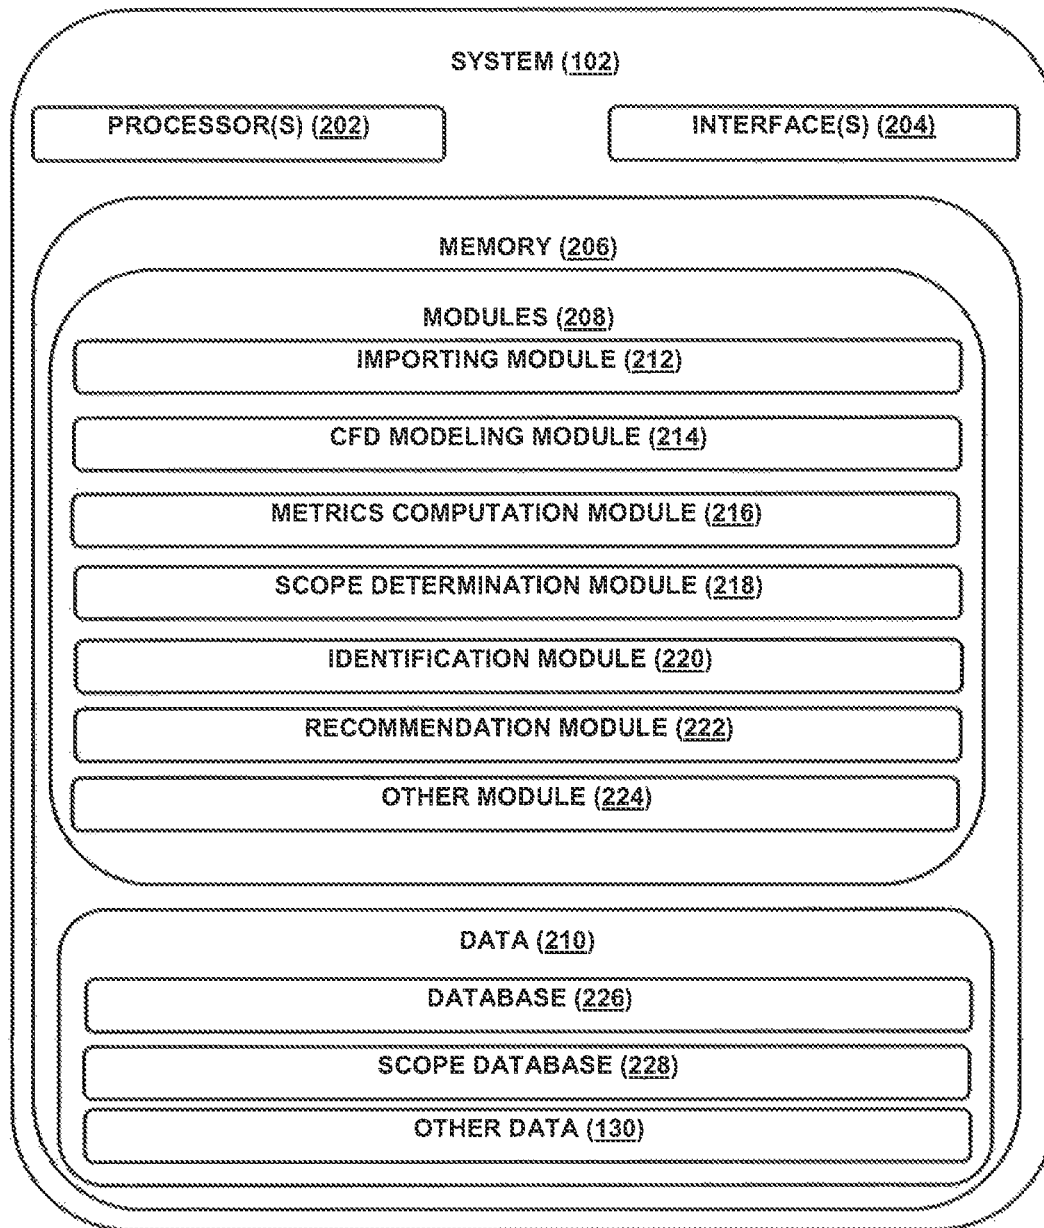 SYSTEM (102)
PROCESSOR(S) (202)
INTERFACE(S) (204)
MEMORY (206)
MODULES (208)
IMPORTING MODULE (212)
CFD MODELING MODULE (214)
METRICS COMPUTATION MODULE (216)
SCOPE DETERMINATION MODULE (218)
IDENTIFICATION MODULE (220)
RECOMMENDATION MODULE (222)
OTHER MODULE (224)
DATA (210)
DATABASE (226)
SCOPE DATABASE (228)
OTHER DATA (130)